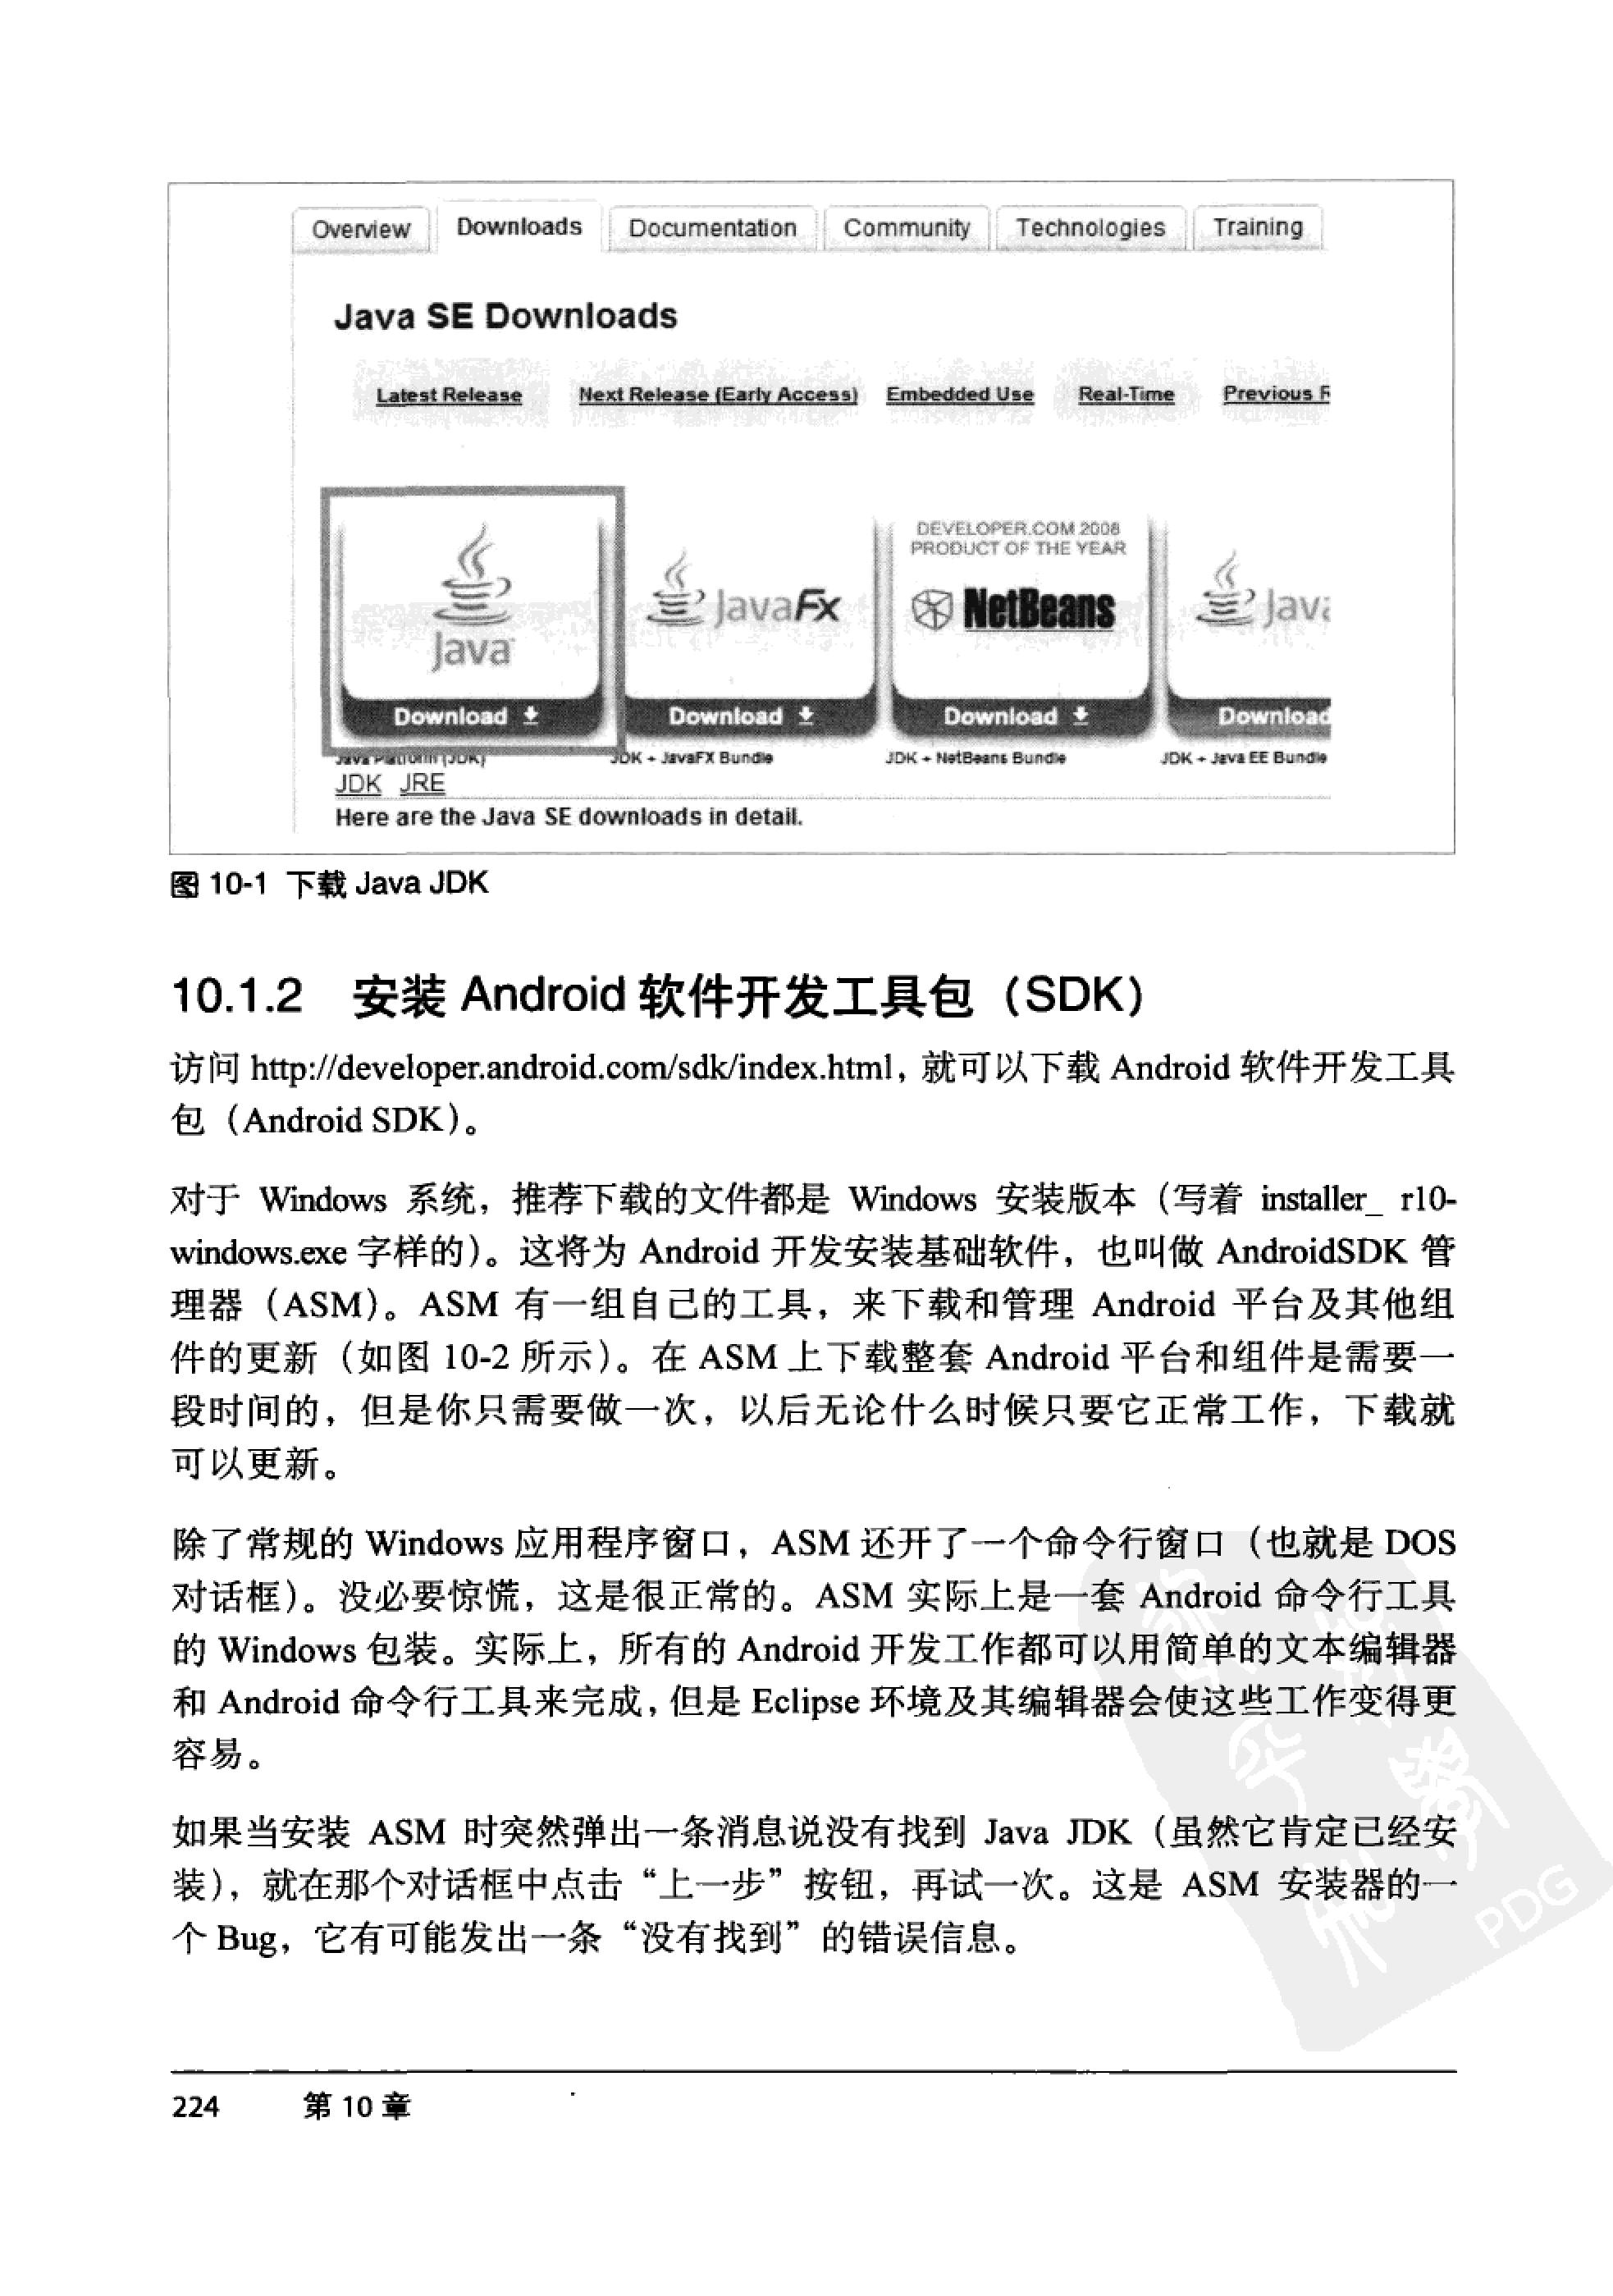 Overview Downloads Documentation Community Technologies Training
Java SE Downloads
Latest Release Next Release (Early Access) Embedded Use Real-Time Previous
DEVELOPER.COM 2008
PRODUCT OF THE YEAR
Java JavaFx NetBeans Java
Download Download Download Download
Java Platform (JDK) JDK + JavaFX Bundle JDK + NetBeans Bundle JDK + Java EE Bundle
JDK JRE
Here are the Java SE downloads in detail.
图 10-1 下载 Java JDK
10.1.2 安装 Android 软件开发工具包（SDK）
访问 http://developer.android.com/sdk/index.html，就可以下载 Android 软件开发工具
包（Android SDK）。
对于 Windows 系统，推荐下载的文件都是 Windows 安装版本（写着 installer_ r10-
windows.exe 字样的）。这将为 Android 开发安装基础软件，也叫做 AndroidSDK 管
理器（ASM）。ASM 有一组自己的工具，来下载和管理 Android 平台及其他组
件的更新（如图 10-2 所示）。在 ASM 上下载整套 Android 平台和组件是需要一
段时间的，但是你只需要做一次，以后无论什么时候只要它正常工作，下载就
可以更新。
除了常规的 Windows 应用程序窗口，ASM 还开了一个命令行窗口（也就是 DOS
对话框）。没必要惊慌，这是很正常的。ASM 实际上是一套 Android 命令行工具
的 Windows 包装。实际上，所有的 Android 开发工作都可以用简单的文本编辑器
和 Android 命令行工具来完成，但是 Eclipse 环境及其编辑器会使这些工作变得更
容易。
如果当安装 ASM 时突然弹出一条消息说没有找到 Java JDK（虽然它肯定已经安
装），就在那个对话框中点击“上一步”按钮，再试一次。这是 ASM 安装器的一
个 Bug，它有可能发出一条“没有找到”的错误信息。
PDG
224 第 10 章